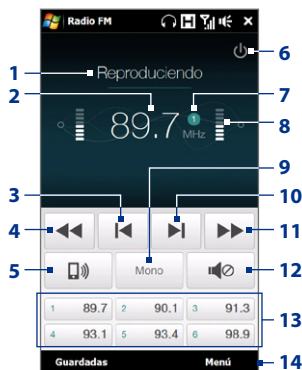 Radio FM
6
1 Reproduciendo
2
7
89.7
1
MHz
8
9
3
10
4
11
5
Mono
12
1 89.7 2 90.1 3 91.3
13
4 93.1 5 93.4 6 98.9
Guardadas Menú 14